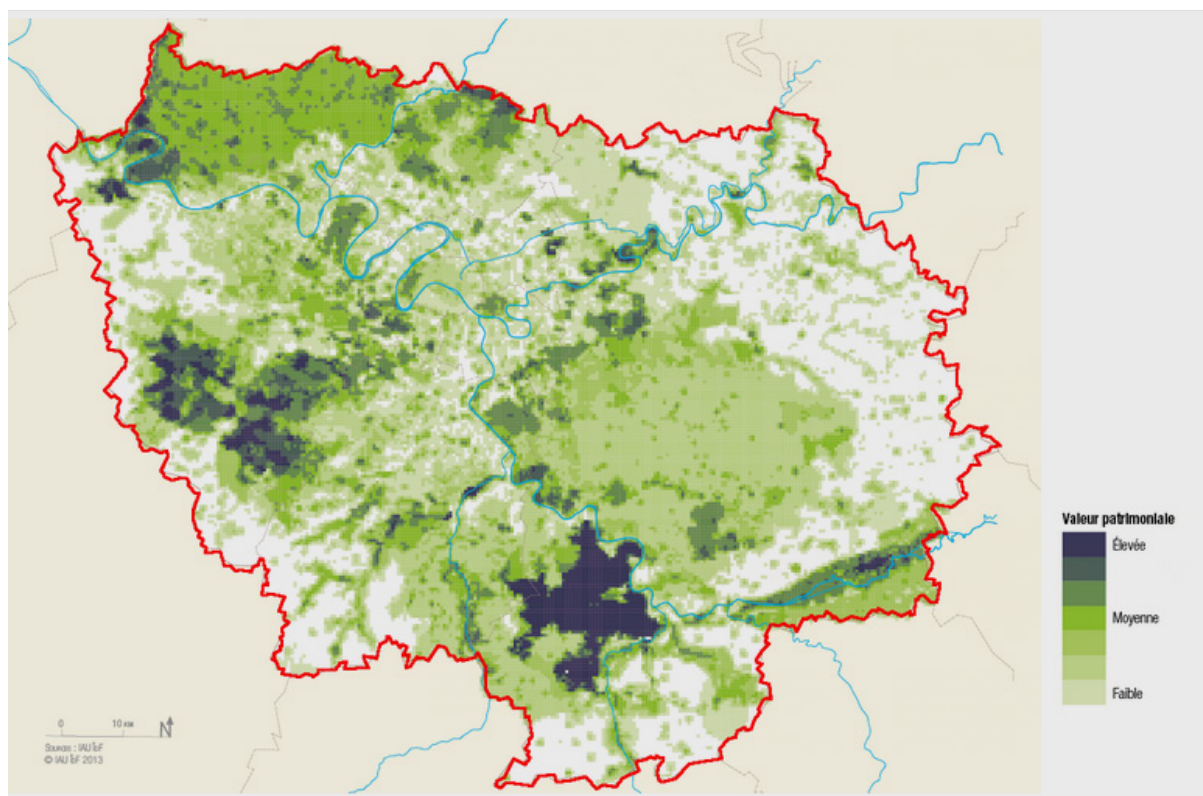 Valeur patrimoniale
Élevée
Moyenne
Faible
0 10 KM
N
Source : IAU îdF
© IAU îdF 2013